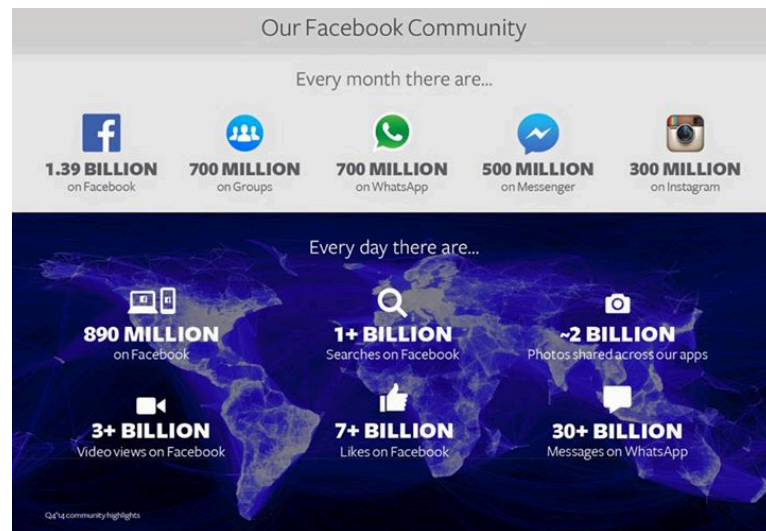 Our Facebook Community
Every month there are...
1.39 BILLION
on Facebook
700 MILLION
on Groups
700 MILLION
on WhatsApp
500 MILLION
on Messenger
300 MILLION
on Instagram
Every day there are...
890 MILLION
on Facebook
1+ BILLION
Searches on Facebook
~2 BILLION
Photos shared across our apps
3+ BILLION
Video views on Facebook
7+ BILLION
Likes on Facebook
30+ BILLION
Messages on WhatsApp
Q4'14 community highlights